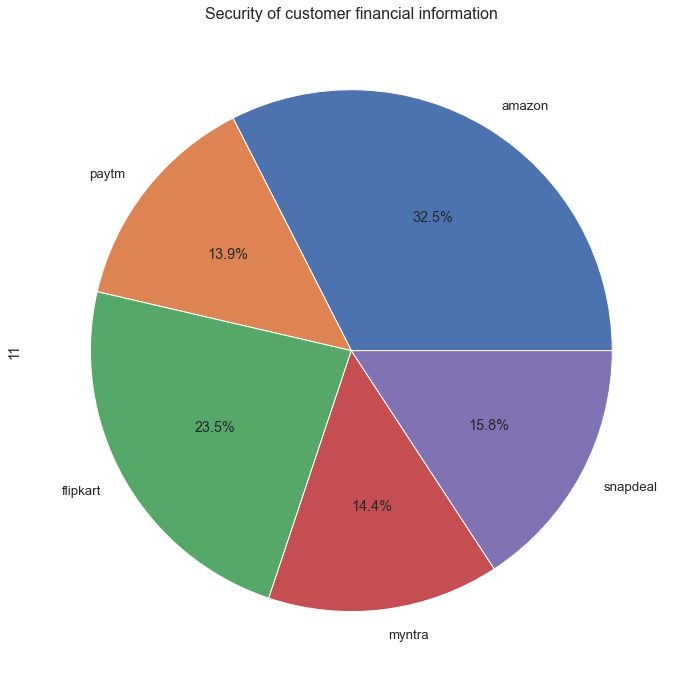 Security of customer financial information
amazon
paytm
32.5%
13.9%
11
23.5%
15.8%
flipkart
snapdeal
14.4%
myntra